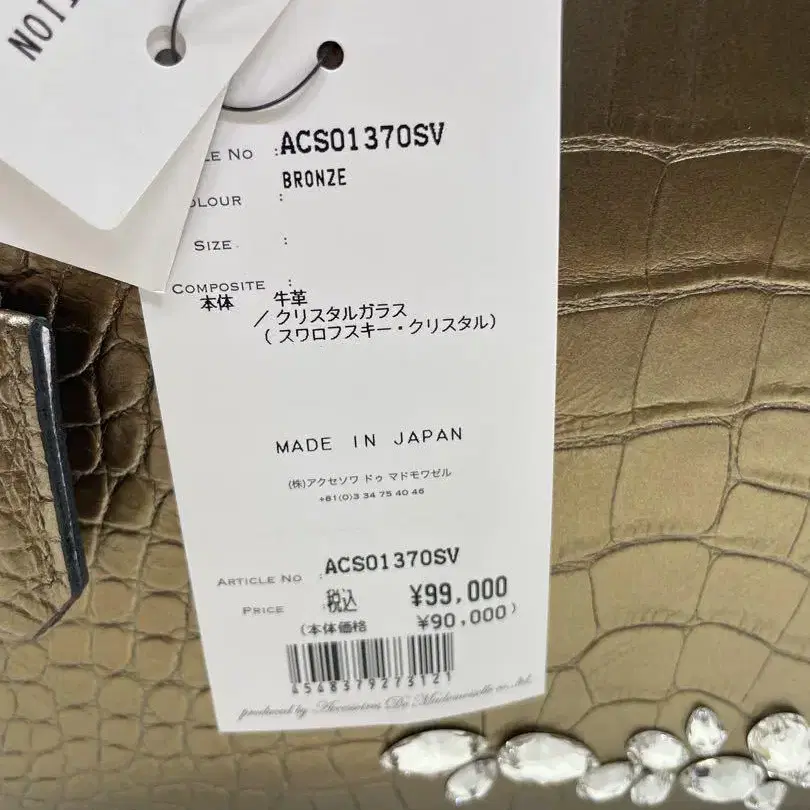 TION
LE No : ACS01370SV
OLOUR : BRONZE
SIZE :
COMPOSITE :
本体 牛革
/ クリスタルガラス
( スワロフスキー・クリスタル)
MADE IN JAPAN
(株)アクセソワ ドゥ マドモワゼル
+81(0)3 34 75 40 46
ARTICLE No : ACS01370SV
PRICE : 税込 ¥99,000
(本体価格 ¥90,000)
4548379273121
produced by Accessoires De Mademoiselle co.,ltd.